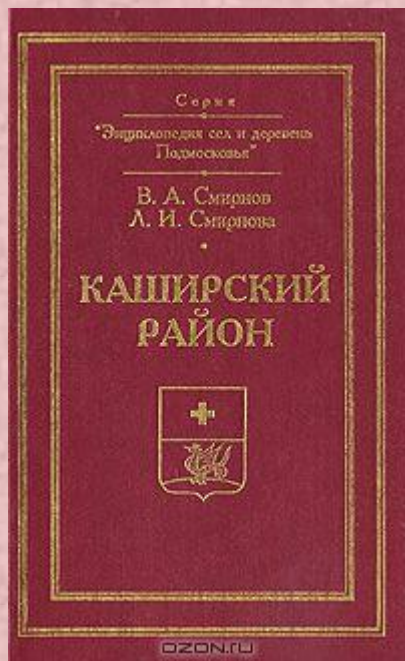 Серия
"Энциклопедия сел и деревень
Подмосковья"
В. А. Смирнов
Л. И. Смирнова
КАШИРСКИЙ
РАЙОН
OZON.RU